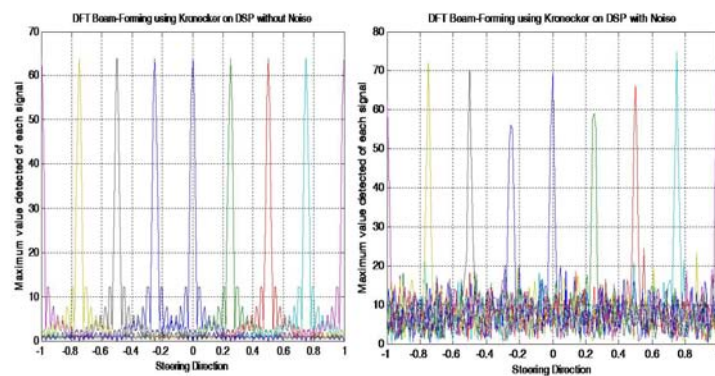 DFT Beam-Forming using Kronecker on DSP without Noise
Maximum value detected of each signal
70
60
50
40
30
20
10
0
-1 -0.8 -0.6 -0.4 -0.2 0 0.2 0.4 0.6 0.8 1
Steering Direction
DFT Beam-Forming using Kronecker on DSP with Noise
Maximum value detected of each signal
80
70
60
50
40
30
20
10
0
-1 -0.8 -0.6 -0.4 -0.2 0 0.2 0.4 0.6 0.8
Steering Direction